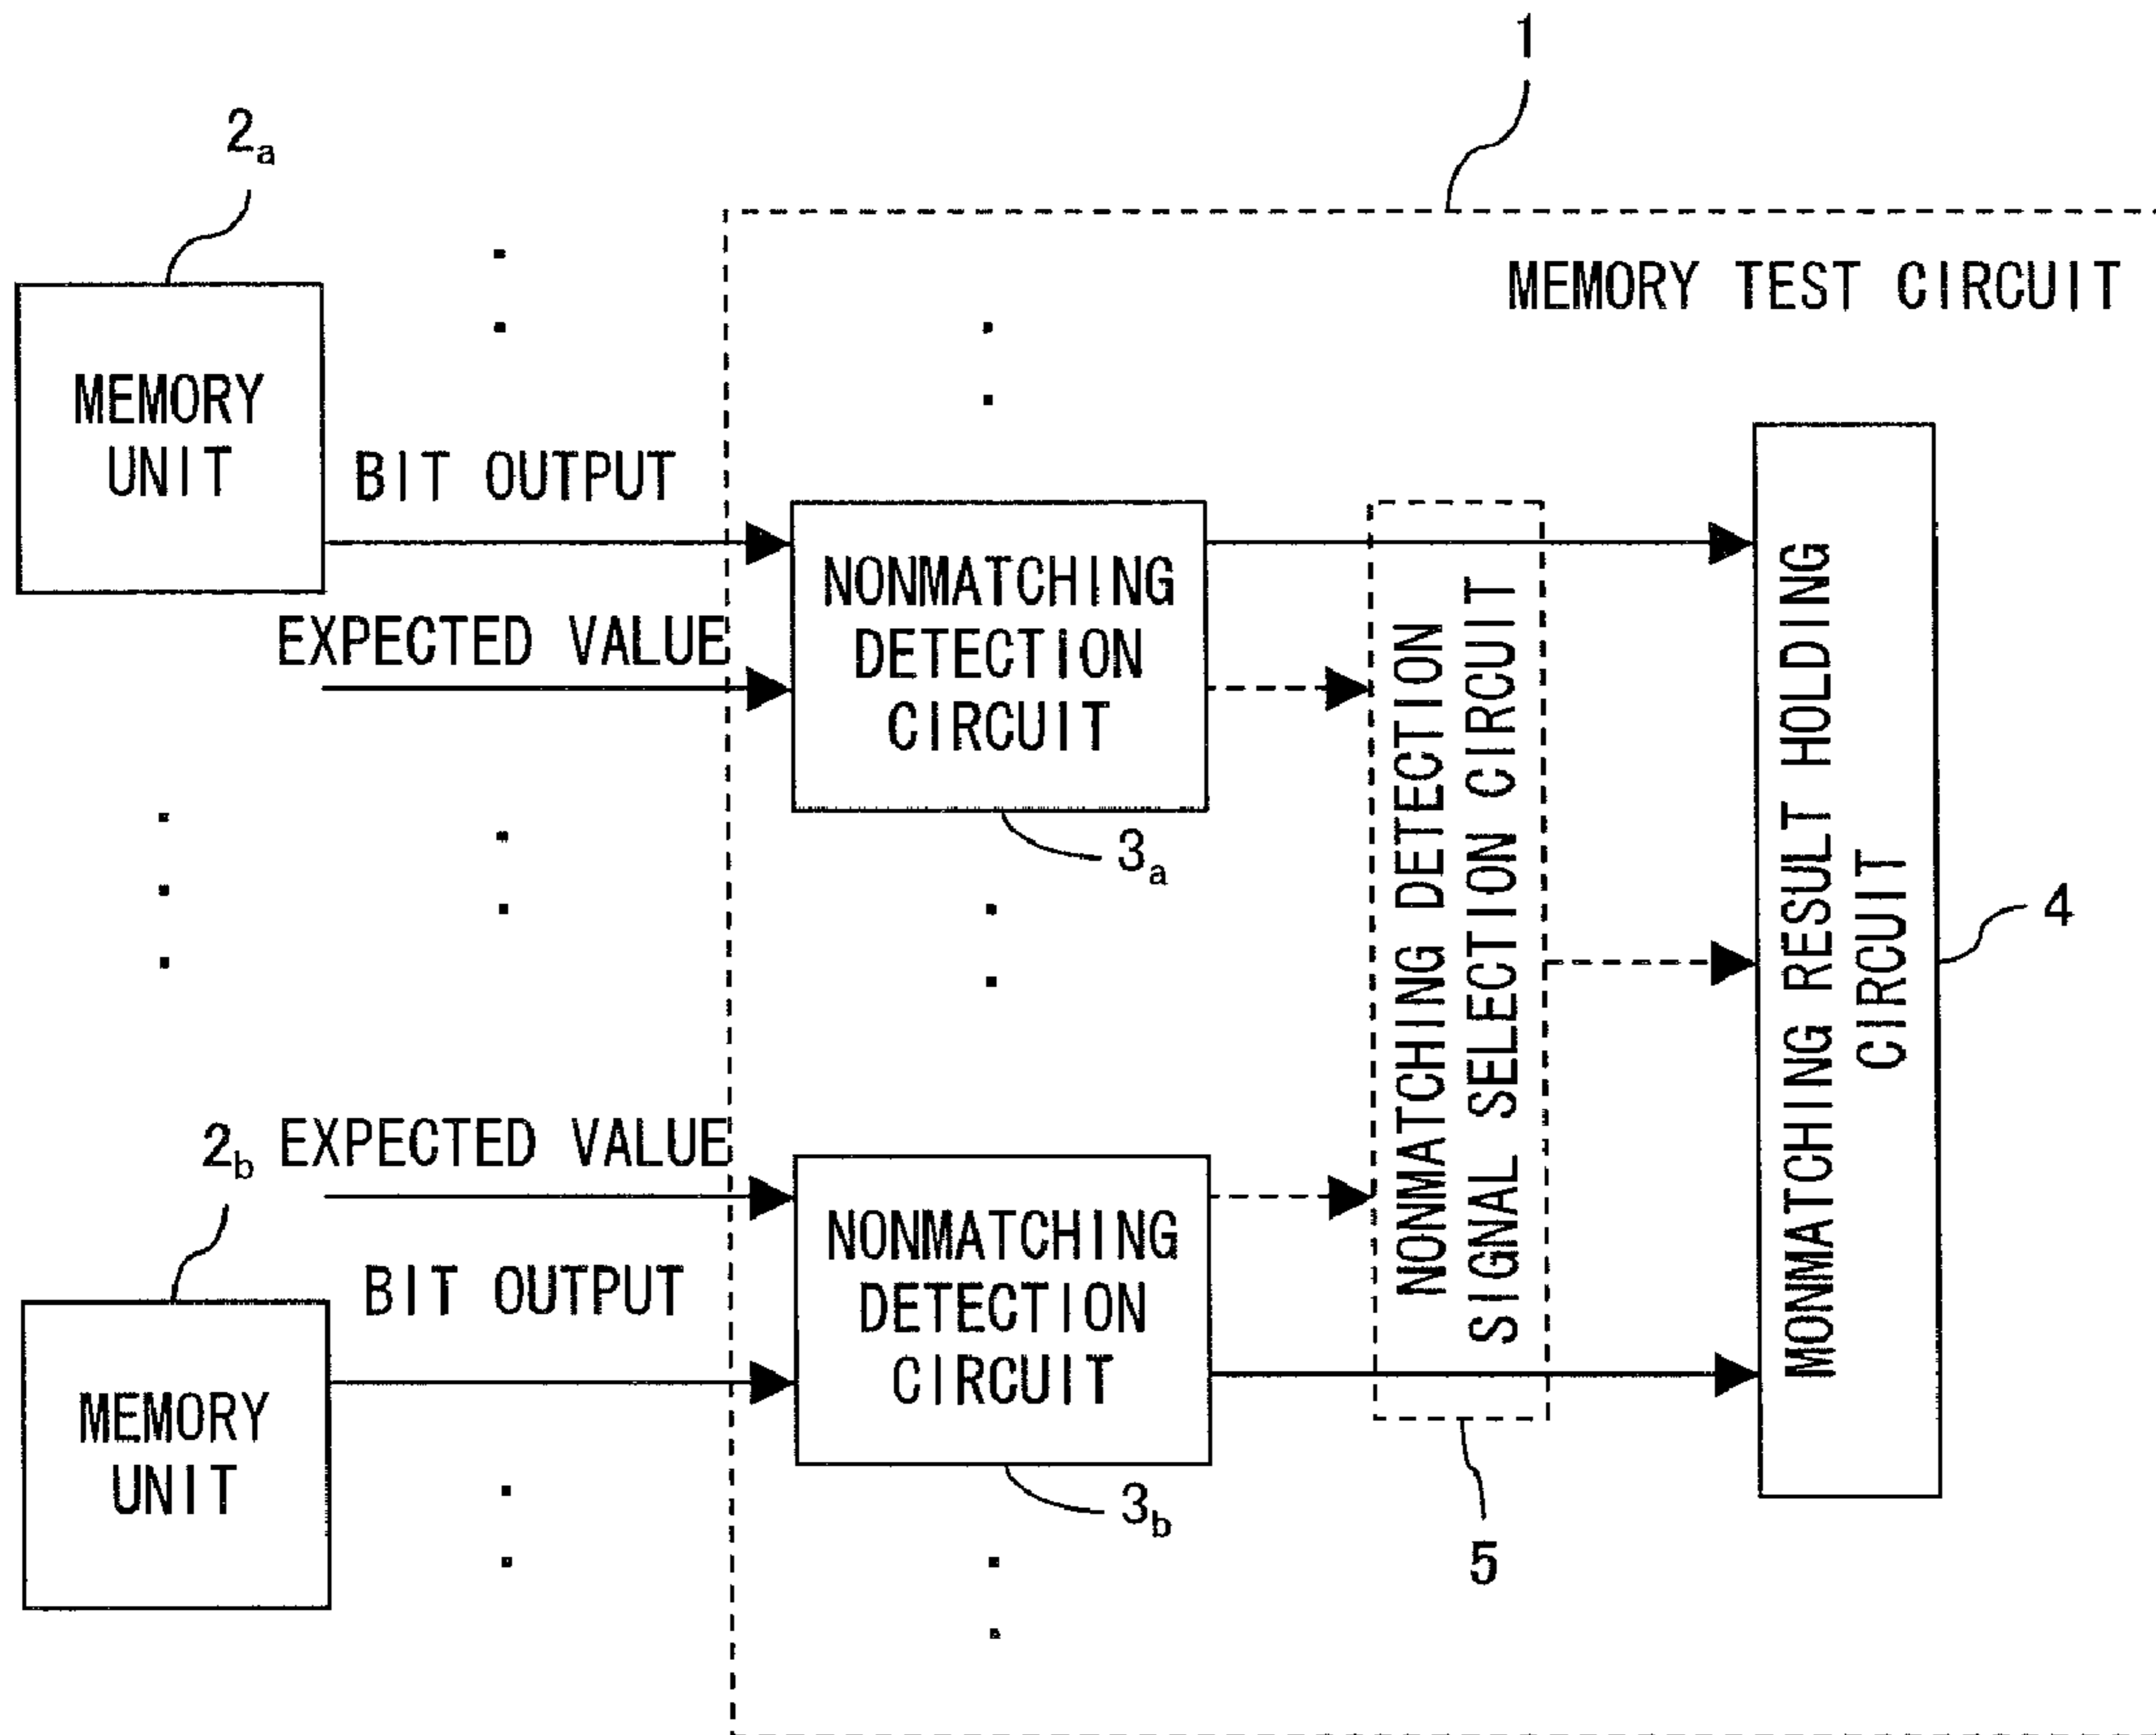 1
2a
MEMORY TEST CIRCUIT
MEMORY
UNIT
BIT OUTPUT
EXPECTED VALUE
NONMATCHING
DETECTION
CIRCUIT
3a
NONMATCHING DETECTION
SIGNAL SELECTION CIRCUIT
MONMATCHING RESULT HOLDING
CIRCUIT
4
2b
EXPECTED VALUE
BIT OUTPUT
MEMORY
UNIT
NONMATCHING
DETECTION
CIRCUIT
3b
5